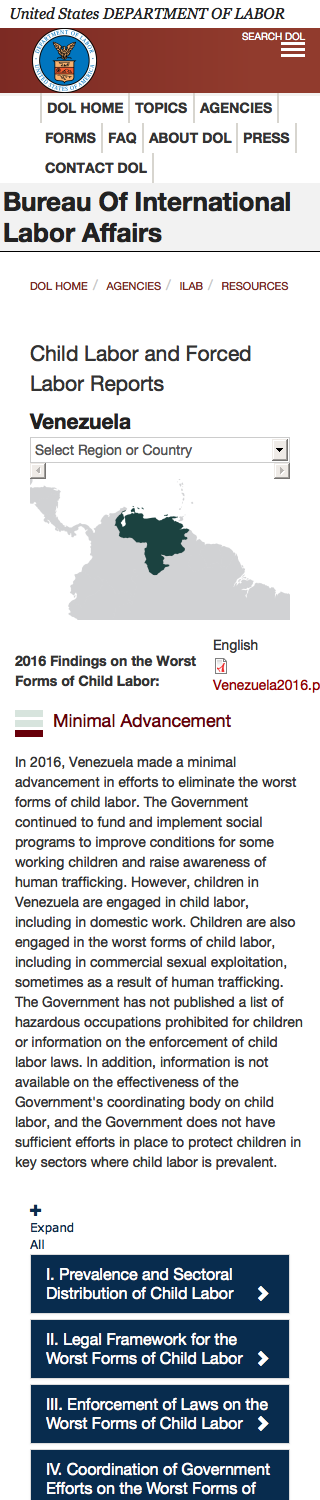 United States DEPARTMENT OF LABOR
SEARCH DOL
DOL HOME
TOPICS
AGENCIES
FORMS
FAQ
ABOUT DOL
PRESS
CONTACT DOL
Bureau Of International
Labor Affairs
DOL HOME / AGENCIES / ILAB / RESOURCES
Child Labor and Forced
Labor Reports
Venezuela
Select Region or Country
2016 Findings on the Worst
Forms of Child Labor:
English
Venezuela2016.p
Minimal Advancement
In 2016, Venezuela made a minimal
advancement in efforts to eliminate the worst
forms of child labor. The Government
continued to fund and implement social
programs to improve conditions for some
working children and raise awareness of
human trafficking. However, children in
Venezuela are engaged in child labor,
including in domestic work. Children are also
engaged in the worst forms of child labor,
including in commercial sexual exploitation,
sometimes as a result of human trafficking.
The Government has not published a list of
hazardous occupations prohibited for children
or information on the enforcement of child
labor laws. In addition, information is not
available on the effectiveness of the
Government's coordinating body on child
labor, and the Government does not have
sufficient efforts in place to protect children in
key sectors where child labor is prevalent.
Expand
All
I. Prevalence and Sectoral
Distribution of Child Labor
II. Legal Framework for the
Worst Forms of Child Labor
III. Enforcement of Laws on the
Worst Forms of Child Labor
IV. Coordination of Government
Efforts on the Worst Forms of